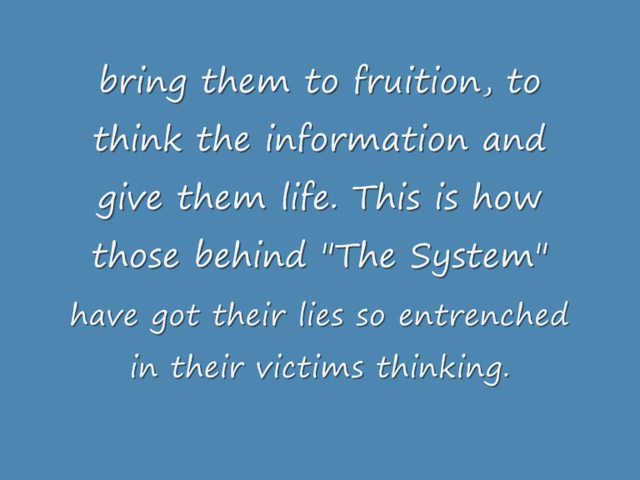 bring them to fruition, to
think the information and
give them life. This is how
those behind "The System"
have got their lies so entrenched
in their victims thinking.